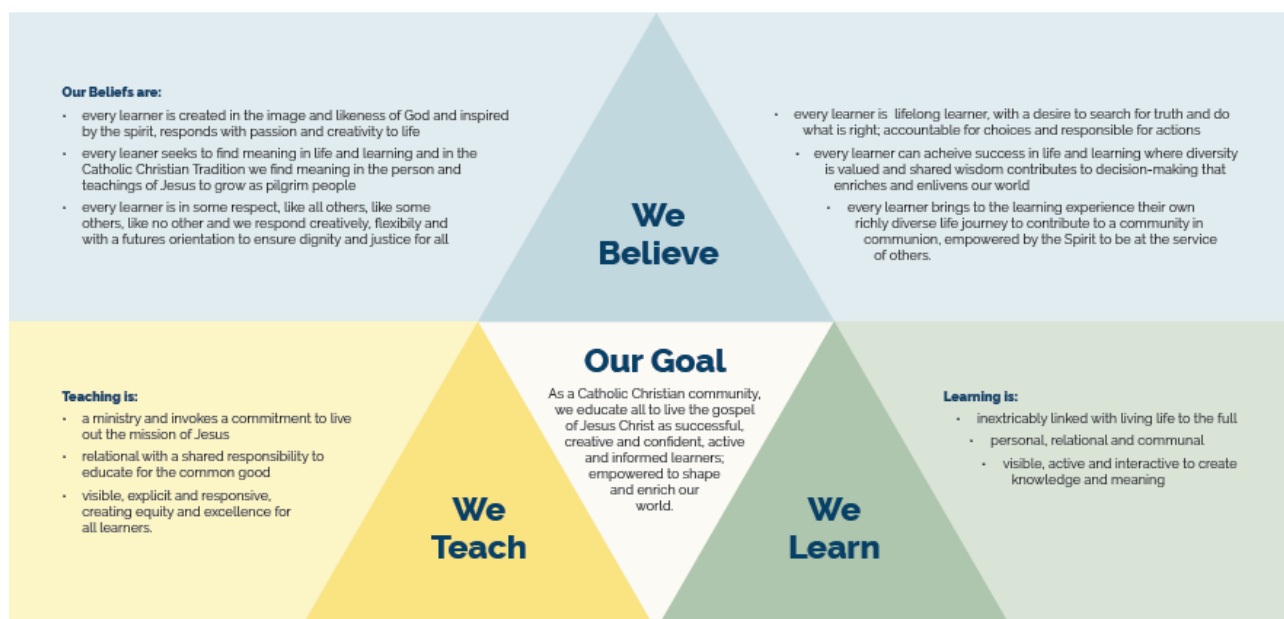 Our Beliefs are:
• every learner is created in the image and likeness of God and inspired
by the spirit, responds with passion and creativity to life
• every leaner seeks to find meaning in life and learning and in the
Catholic Christian Tradition we find meaning in the person and
teachings of Jesus to grow as pilgrim people
• every learner is in some respect, like all others, like some
others, like no other and we respond creatively, flexibily and
with a futures orientation to ensure dignity and justice for all
We
Believe
• every learner is lifelong learner, with a desire to search for truth and do
what is right; accountable for choices and responsible for actions
• every learner can acheive success in life and learning where diversity
is valued and shared wisdom contributes to decision-making that
enriches and enlivens our world
• every learner brings to the learning experience their own
richly diverse life journey to contribute to a community in
communion, empowered by the Spirit to be at the service
of others.
Teaching is:
• a ministry and invokes a commitment to live
out the mission of Jesus
• relational with a shared responsibility to
educate for the common good
• visible, explicit and responsive,
creating equity and excellence for
all learners.
We
Teach
Our Goal
As a Catholic Christian community,
we educate all to live the gospel
of Jesus Christ as successful,
creative and confident, active
and informed learners;
empowered to shape
and enrich our
world.
We
Learn
Learning is:
• inextricably linked with living life to the full
• personal, relational and communal
• visible, active and interactive to create
knowledge and meaning